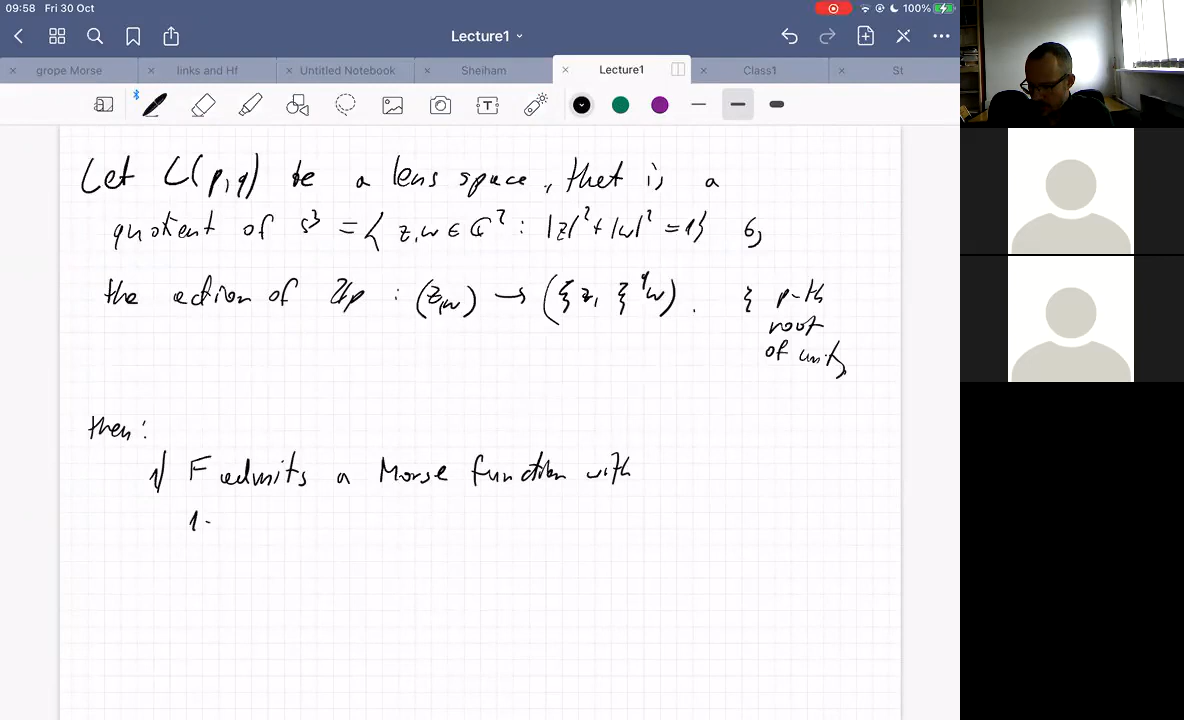 09:58 Fri 30 Oct
100%
Lecture1
grope Morse
links and Hf
Untitled Notebook
Sheiham
Lecture1
Class1
St
Let L(p,q) be a lens space, that is a
quotient of S³ = { z,w ∈ C² : |z|² + |w|² = 1} by
the action of Zp : (z,w) → (ξz, ξ^q w). ξ p-th
root
of unity
then:
1) F admits a Morse function with
1-